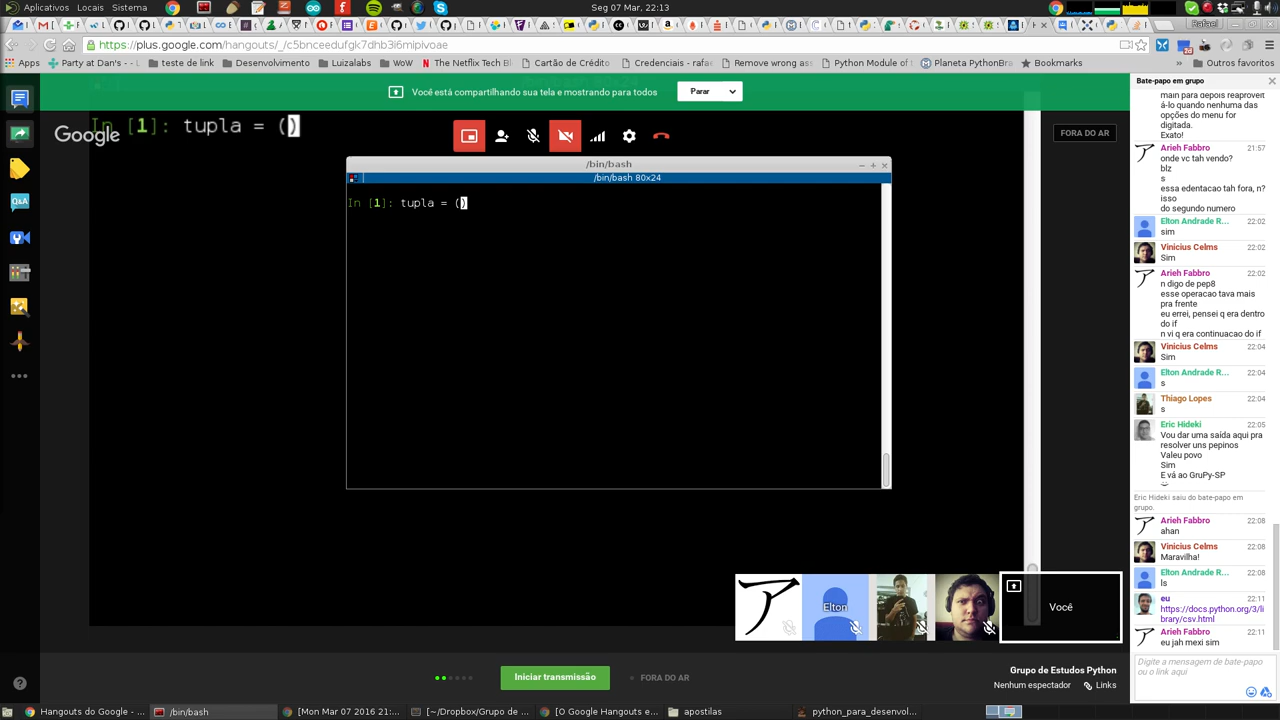 Aplicativos Locais Sistema
Seg 07 Mar, 22:13
Rafael
https://plus.google.com/hangouts/_/c5bnceedufgk7dhb3i6mipivoae
Apps
Party at Dan's - Ou...
teste de link
Desenvolvimento
Luizalabs
WoW
The Netflix Tech Bl...
Cartão de Crédito
Credenciais - rafae...
Remove wrong ass...
Python Module of ...
Planeta PythonBra...
Bookmarks
»
Outros favoritos
Você está compartilhando sua tela e mostrando para todos
Parar
In [1]: tupla = ()
Google
FORA DO AR
/bin/bash
/bin/bash 80x24
In [1]: tupla = ()
Q&A
Elton
Você
Iniciar transmissão
FORA DO AR
Grupo de Estudos Python
Nenhum espectador
Links
Bate-papo em grupo
main para depois reaproveit
á-lo quando nenhuma das
opções do menu for
digitada.
Exato!
Arieh Fabbro 21:57
onde vc tah vendo?
blz
s
essa edentacao tah fora, n?
isso
do segundo numero
Elton Andrade R... 22:02
sim
Vinicius Celms 22:02
Sim
Arieh Fabbro 22:02
n digo de pep8
esse operacao tava mais
pra frente
eu errei, pensei q era dentro
do if
n vi q era continuacao do if
Vinicius Celms 22:04
Sim
Elton Andrade R... 22:04
s
Thiago Lopes 22:04
s
Eric Hideki 22:05
Vou dar uma saída aqui pra
resolver uns pepinos
Valeu povo
Sim
E vá ao GruPy-SP
Eric Hideki saiu do bate-papo em
grupo.
Arieh Fabbro 22:08
ahan
Vinicius Celms 22:08
Maravilha!
Elton Andrade R... 22:08
ls
eu 22:11
https://docs.python.org/3/li
brary/csv.html
Arieh Fabbro 22:11
eu jah mexi sim
Digite a mensagem de bate-papo
ou o link aqui
Hangouts do Google -...
/bin/bash
[Mon Mar 07 2016 21:...
[ ... Dropbox/Grupo de ...
[O Google Hangouts e...
apostilas
python_para_desenvol...